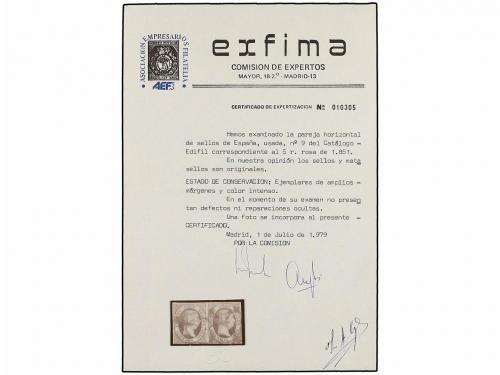 ASOCIACION EMPRESARIOS FILATELIA
AEF
exfima
COMISION DE EXPERTOS
MAYOR, 18-2.º - MADRID-13
CERTIFICADO DE EXPERTIZACION Nº 010305
Hemos examinado la pareja horizontal
de sellos de España, usada, nº 9 del Catálogo
Edifil correspondiente al 5 r. rosa de 1.851.
En nuestra opinión los sellos y mata
sellos son originales.
ESTADO DE CONSERVACION: Ejemplares de amplios -
márgenes y color intenso.
En el momento de su examen no presen
tan defectos ni reparaciones ocultas.
Una foto se incorpora al presente -
CERTIFICADO.
Madrid, 1 de Julio de 1.979
POR LA COMISION